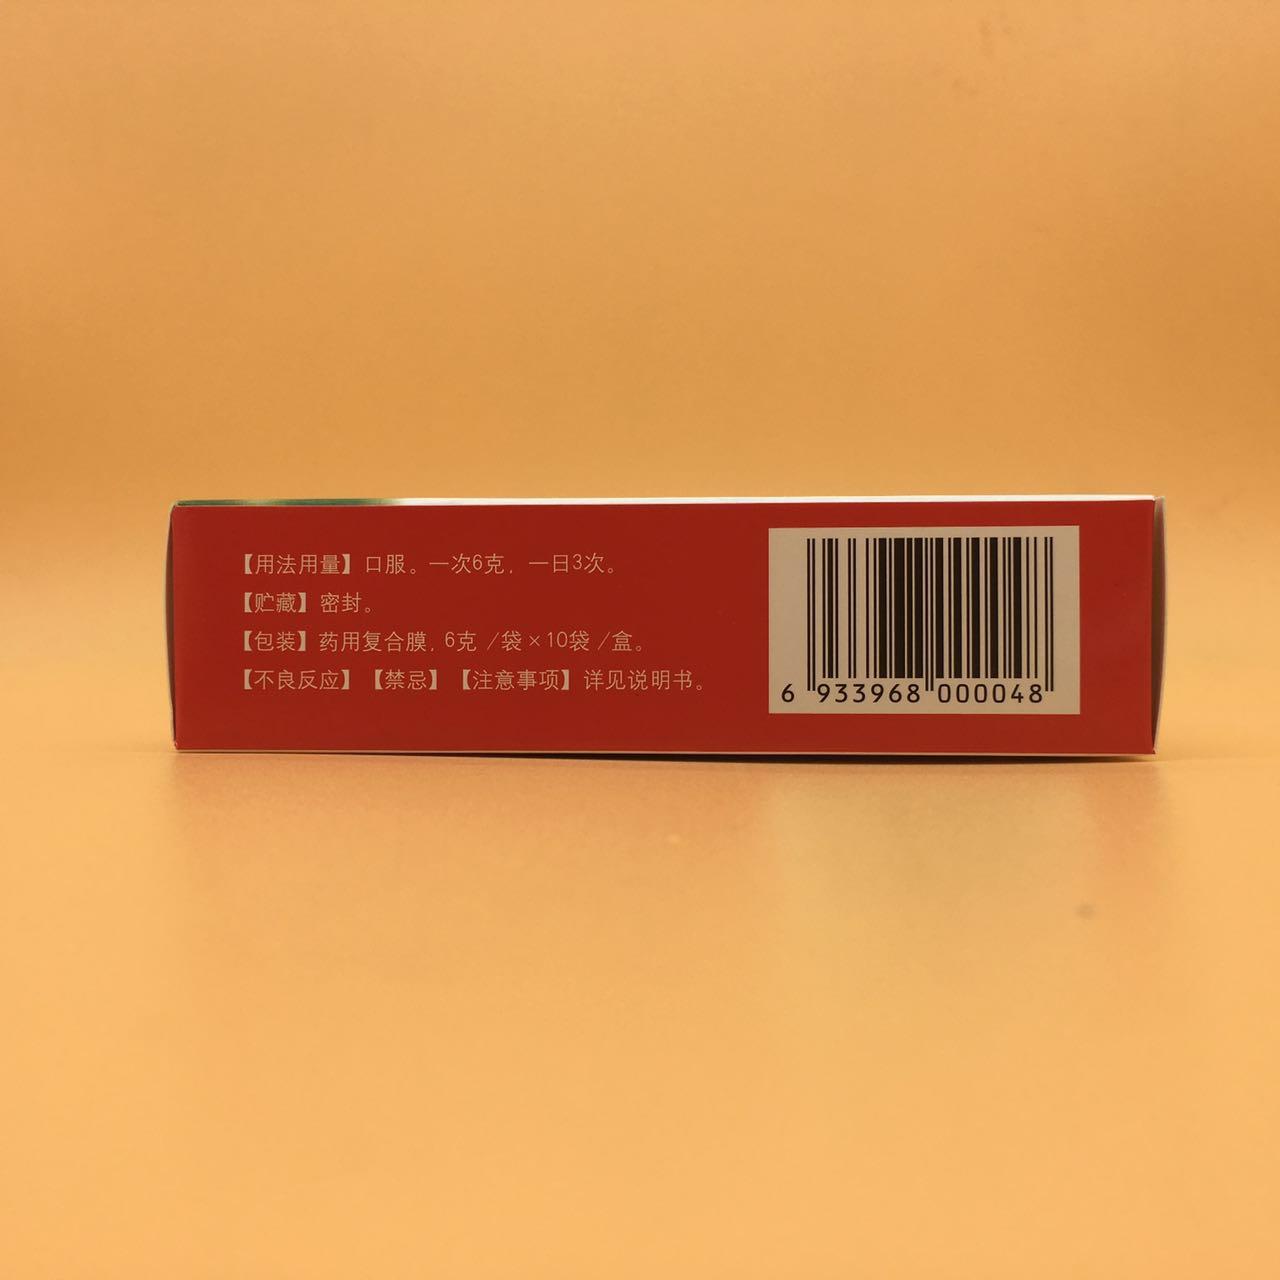 【用法用量】口服。一次6克，一日3次。
【贮藏】密封。
【包装】药用复合膜，6克／袋×10袋／盒。
【不良反应】【禁忌】【注意事项】详见说明书。
6 933968 000048